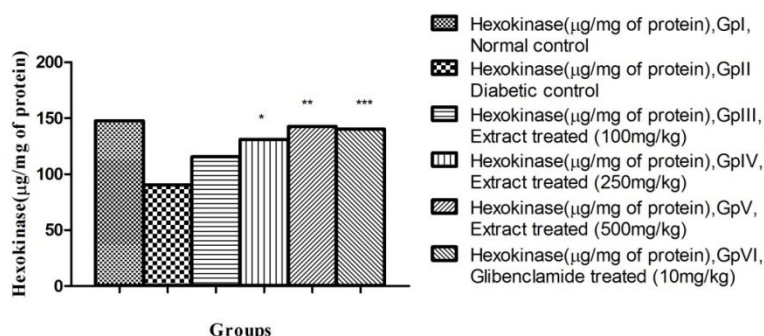 Hexokinase(μg/mg of protein)
200
150
100
50
0
*
**
***
Groups
Hexokinase(μg/mg of protein),GpI,
Normal control
Hexokinase(μg/mg of protein),GpII
Diabetic control
Hexokinase(μg/mg of protein),GpIII,
Extract treated (100mg/kg)
Hexokinase(μg/mg of protein),GpIV,
Extract treated (250mg/kg)
Hexokinase(μg/mg of protein),GpV,
Extract treated (500mg/kg)
Hexokinase(μg/mg of protein),GpVI,
Glibenclamide treated (10mg/kg)